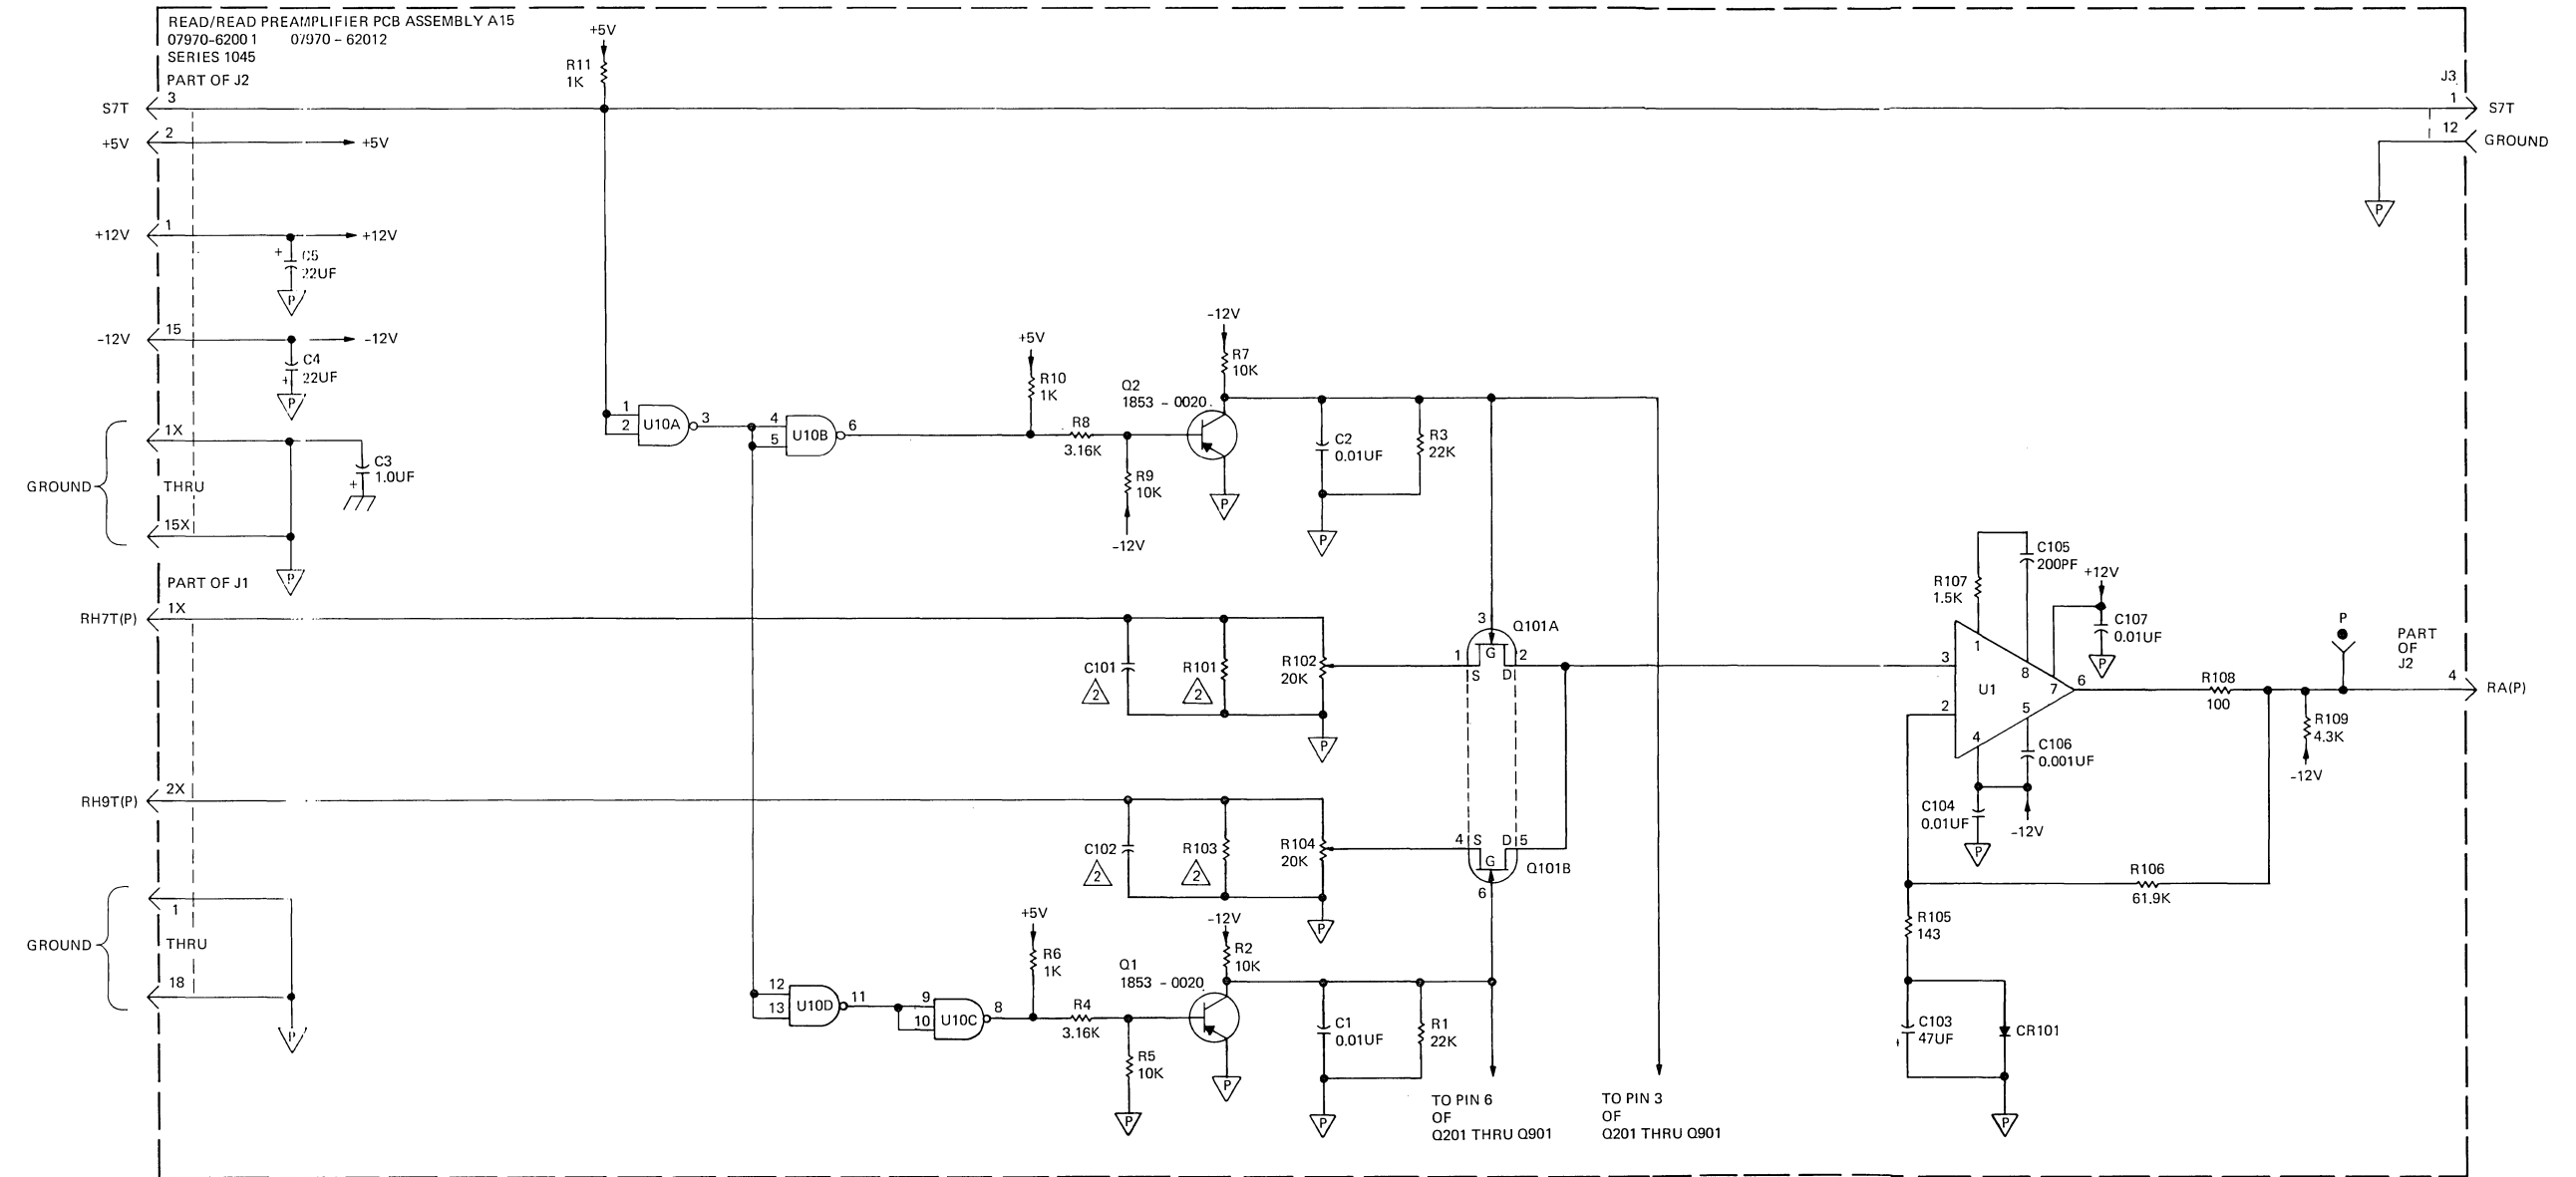 READ/READ PREAMPLIFIER PCB ASSEMBLY A15
07970-6200 1 07970 - 62012
SERIES 1045
PART OF J2
S7T 3
+5V 2 +5V
+12V 1 +12V
+ C5
22UF
P
-12V 15 -12V
C4
+ 22UF
P
GROUND
1X
THRU
15X
C3
1.0UF
+
P
+5V
R11
1K
J3
1 S7T
12 GROUND
P
1
2
U10A
3
4
5
U10B
6
+5V
R10
1K
R8
3.16K
R9
10K
-12V
Q2
1853 - 0020
-12V
R7
10K
P
C2
0.01UF
R3
22K
P
PART OF J1
RH7T(P) 1X
C101
2
R101
2
R102
20K
P
3
Q101A
1
S
G
2
D
RH9T(P) 2X
C102
2
R103
2
R104
20K
P
4
S
G
D
5
Q101B
6
GROUND
1
THRU
18
P
12
13
U10D
11
9
10
U10C
8
+5V
R6
1K
R4
3.16K
R5
10K
P
Q1
1853 - 0020
-12V
R2
10K
P
C1
0.01UF
R1
22K
P
TO PIN 6
OF
Q201 THRU Q901
TO PIN 3
OF
Q201 THRU Q901
R107
1.5K
C105
200PF
+12V
C107
0.01UF
P
3
2
1
8
U1
7
6
5
4
C106
0.001UF
C104
0.01UF
P
-12V
R108
100
P
R109
4.3K
-12V
PART
OF
J2
4 RA(P)
R106
61.9K
R105
143
C103
47UF
CR101
P